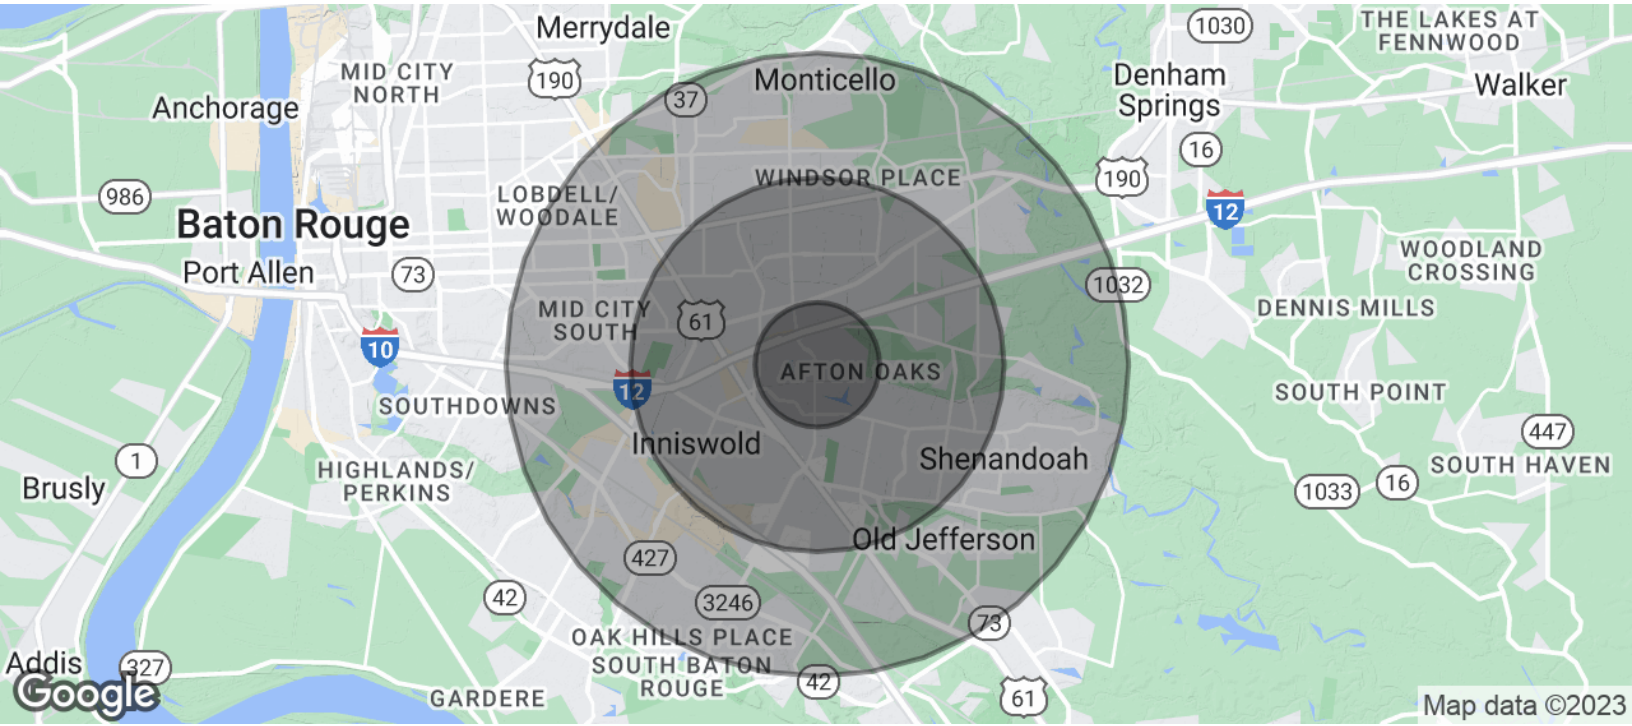 Merrydale
1030
THE LAKES AT
FENNWOOD
MID CITY
NORTH
190
Monticello
Denham
Springs
Walker
Anchorage
37
16
190
WINDSOR PLACE
986
LOBDELL/
WOODALE
12
Baton Rouge
Port Allen
73
WOODLAND
CROSSING
1032
MID CITY
SOUTH
61
DENNIS MILLS
10
12
AFTON OAKS
SOUTH POINT
SOUTHDOWNS
Inniswold
Shenandoah
447
1
SOUTH HAVEN
Brusly
HIGHLANDS/
PERKINS
1033
16
Old Jefferson
427
42
3246
73
OAK HILLS PLACE
SOUTH BATON
ROUGE
Addis
327
42
GARDERE
61
Google
Map data ©2023